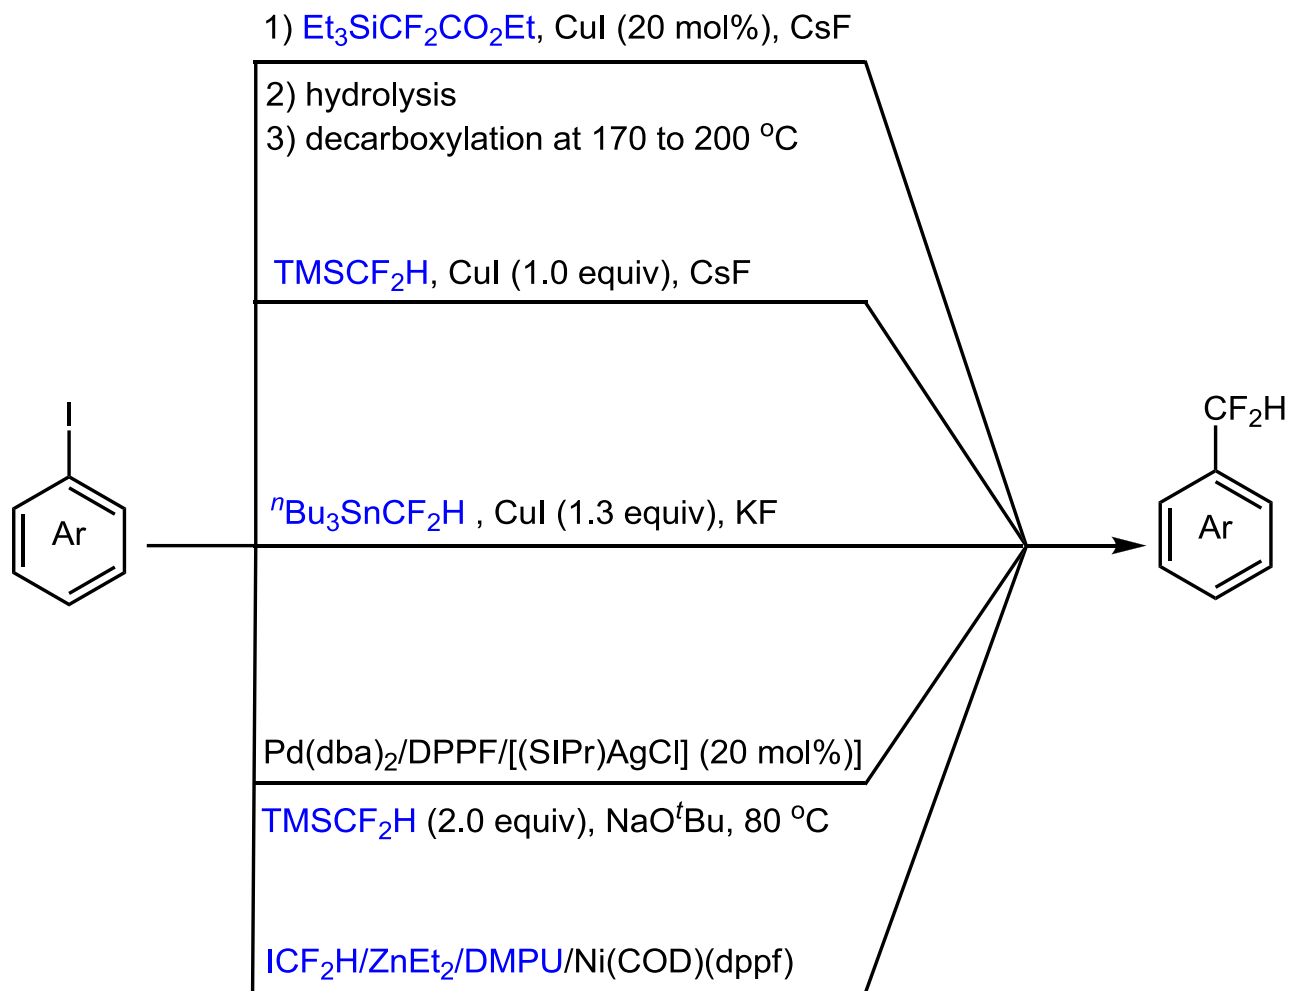 1) Et₃SiCF₂CO₂Et, CuI (20 mol%), CsF
2) hydrolysis
3) decarboxylation at 170 to 200 °C
TMSCF₂H, CuI (1.0 equiv), CsF
I
Ar
CF₂H
Ar
ⁿBu₃SnCF₂H , CuI (1.3 equiv), KF
Pd(dba)₂/DPPF/[(SIPr)AgCl] (20 mol%)]
TMSCF₂H (2.0 equiv), NaOᵗBu, 80 °C
ICF₂H/ZnEt₂/DMPU/Ni(COD)(dppf)